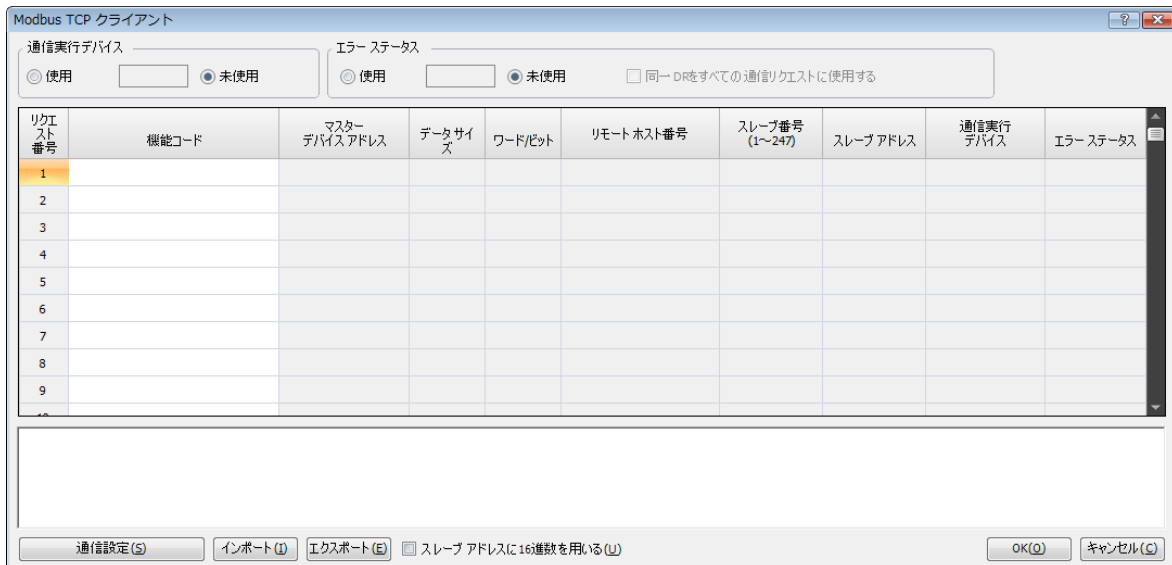 Modbus TCP クライアント
通信実行デバイス
エラー ステータス
使用 未使用 使用 未使用 同一 DRをすべての通信リクエストに使用する
リクエスト番号 機能コード マスター デバイス アドレス データ サイズ ワード/ビット リモート ホスト番号 スレーブ番号 (1～247) スレーブ アドレス 通信実行 デバイス エラー ステータス
1
2
3
4
5
6
7
8
9
通信設定(S) インポート(I) エクスポート(E) スレーブ アドレスに16進数を用いる(U) OK(O) キャンセル(C)